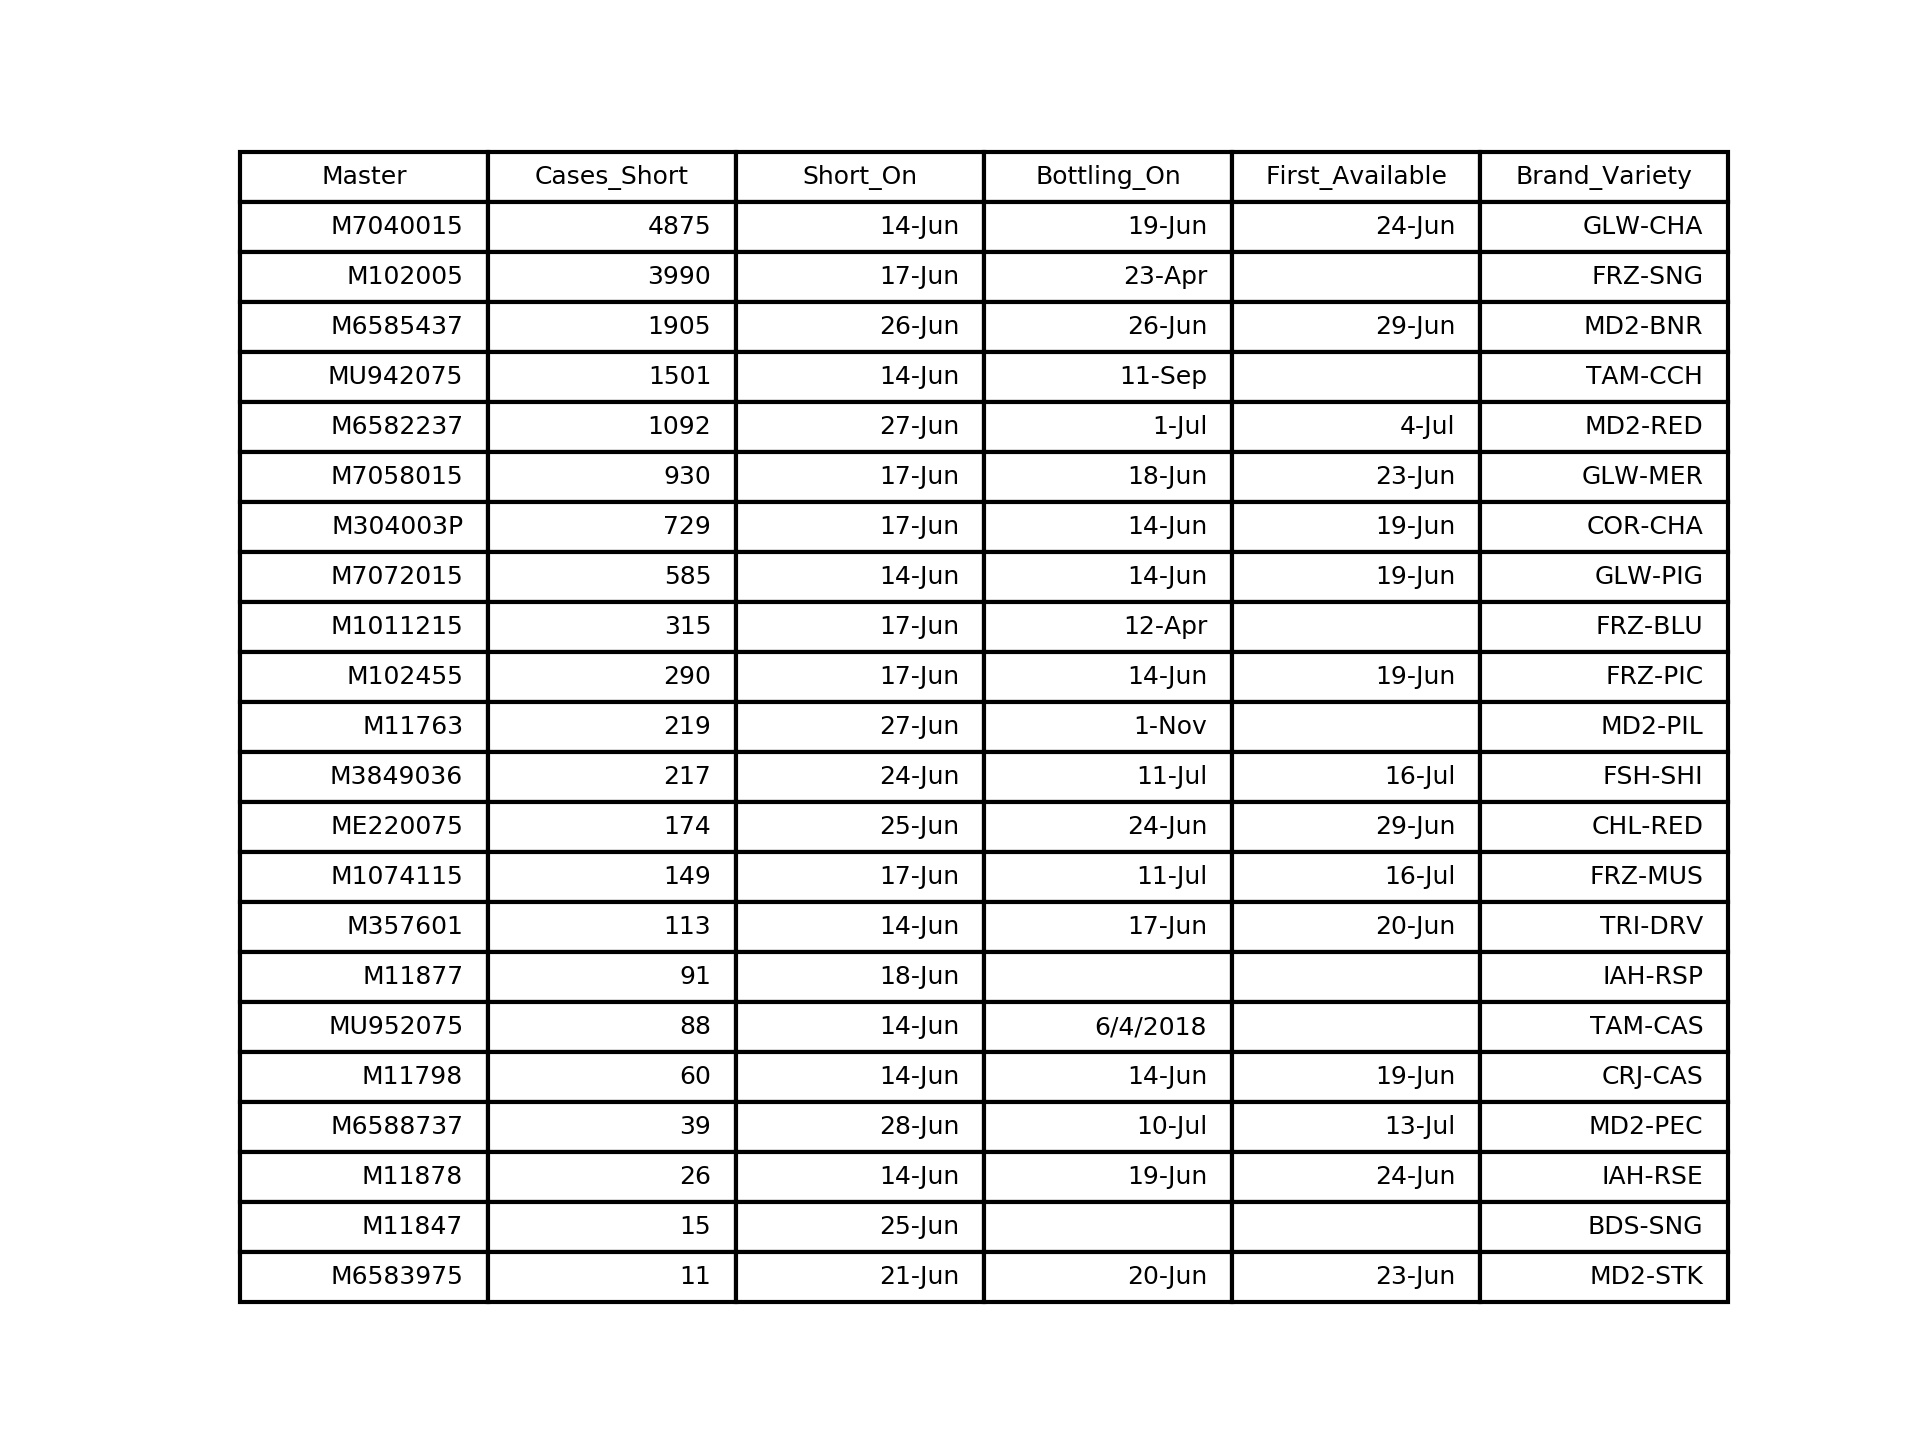 Master Cases_Short Short_On Bottling_On First_Available Brand_Variety
M7040015 4875 14-Jun 19-Jun 24-Jun GLW-CHA
M102005 3990 17-Jun 23-Apr FRZ-SNG
M6585437 1905 26-Jun 26-Jun 29-Jun MD2-BNR
MU942075 1501 14-Jun 11-Sep TAM-CCH
M6582237 1092 27-Jun 1-Jul 4-Jul MD2-RED
M7058015 930 17-Jun 18-Jun 23-Jun GLW-MER
M304003P 729 17-Jun 14-Jun 19-Jun COR-CHA
M7072015 585 14-Jun 14-Jun 19-Jun GLW-PIG
M1011215 315 17-Jun 12-Apr FRZ-BLU
M102455 290 17-Jun 14-Jun 19-Jun FRZ-PIC
M11763 219 27-Jun 1-Nov MD2-PIL
M3849036 217 24-Jun 11-Jul 16-Jul FSH-SHI
ME220075 174 25-Jun 24-Jun 29-Jun CHL-RED
M1074115 149 17-Jun 11-Jul 16-Jul FRZ-MUS
M357601 113 14-Jun 17-Jun 20-Jun TRI-DRV
M11877 91 18-Jun IAH-RSP
MU952075 88 14-Jun 6/4/2018 TAM-CAS
M11798 60 14-Jun 14-Jun 19-Jun CRJ-CAS
M6588737 39 28-Jun 10-Jul 13-Jul MD2-PEC
M11878 26 14-Jun 19-Jun 24-Jun IAH-RSE
M11847 15 25-Jun BDS-SNG
M6583975 11 21-Jun 20-Jun 23-Jun MD2-STK